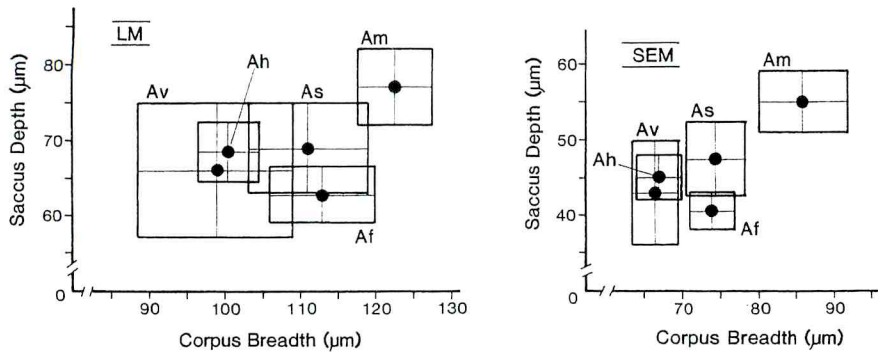 LM
Saccus Depth (µm)
80
70
60
0
Av
Ah
As
Am
Af
90
100
110
120
130
Corpus Breadth (µm)
SEM
Saccus Depth (µm)
60
50
40
0
Ah
Av
As
Am
Af
70
80
90
Corpus Breadth (µm)